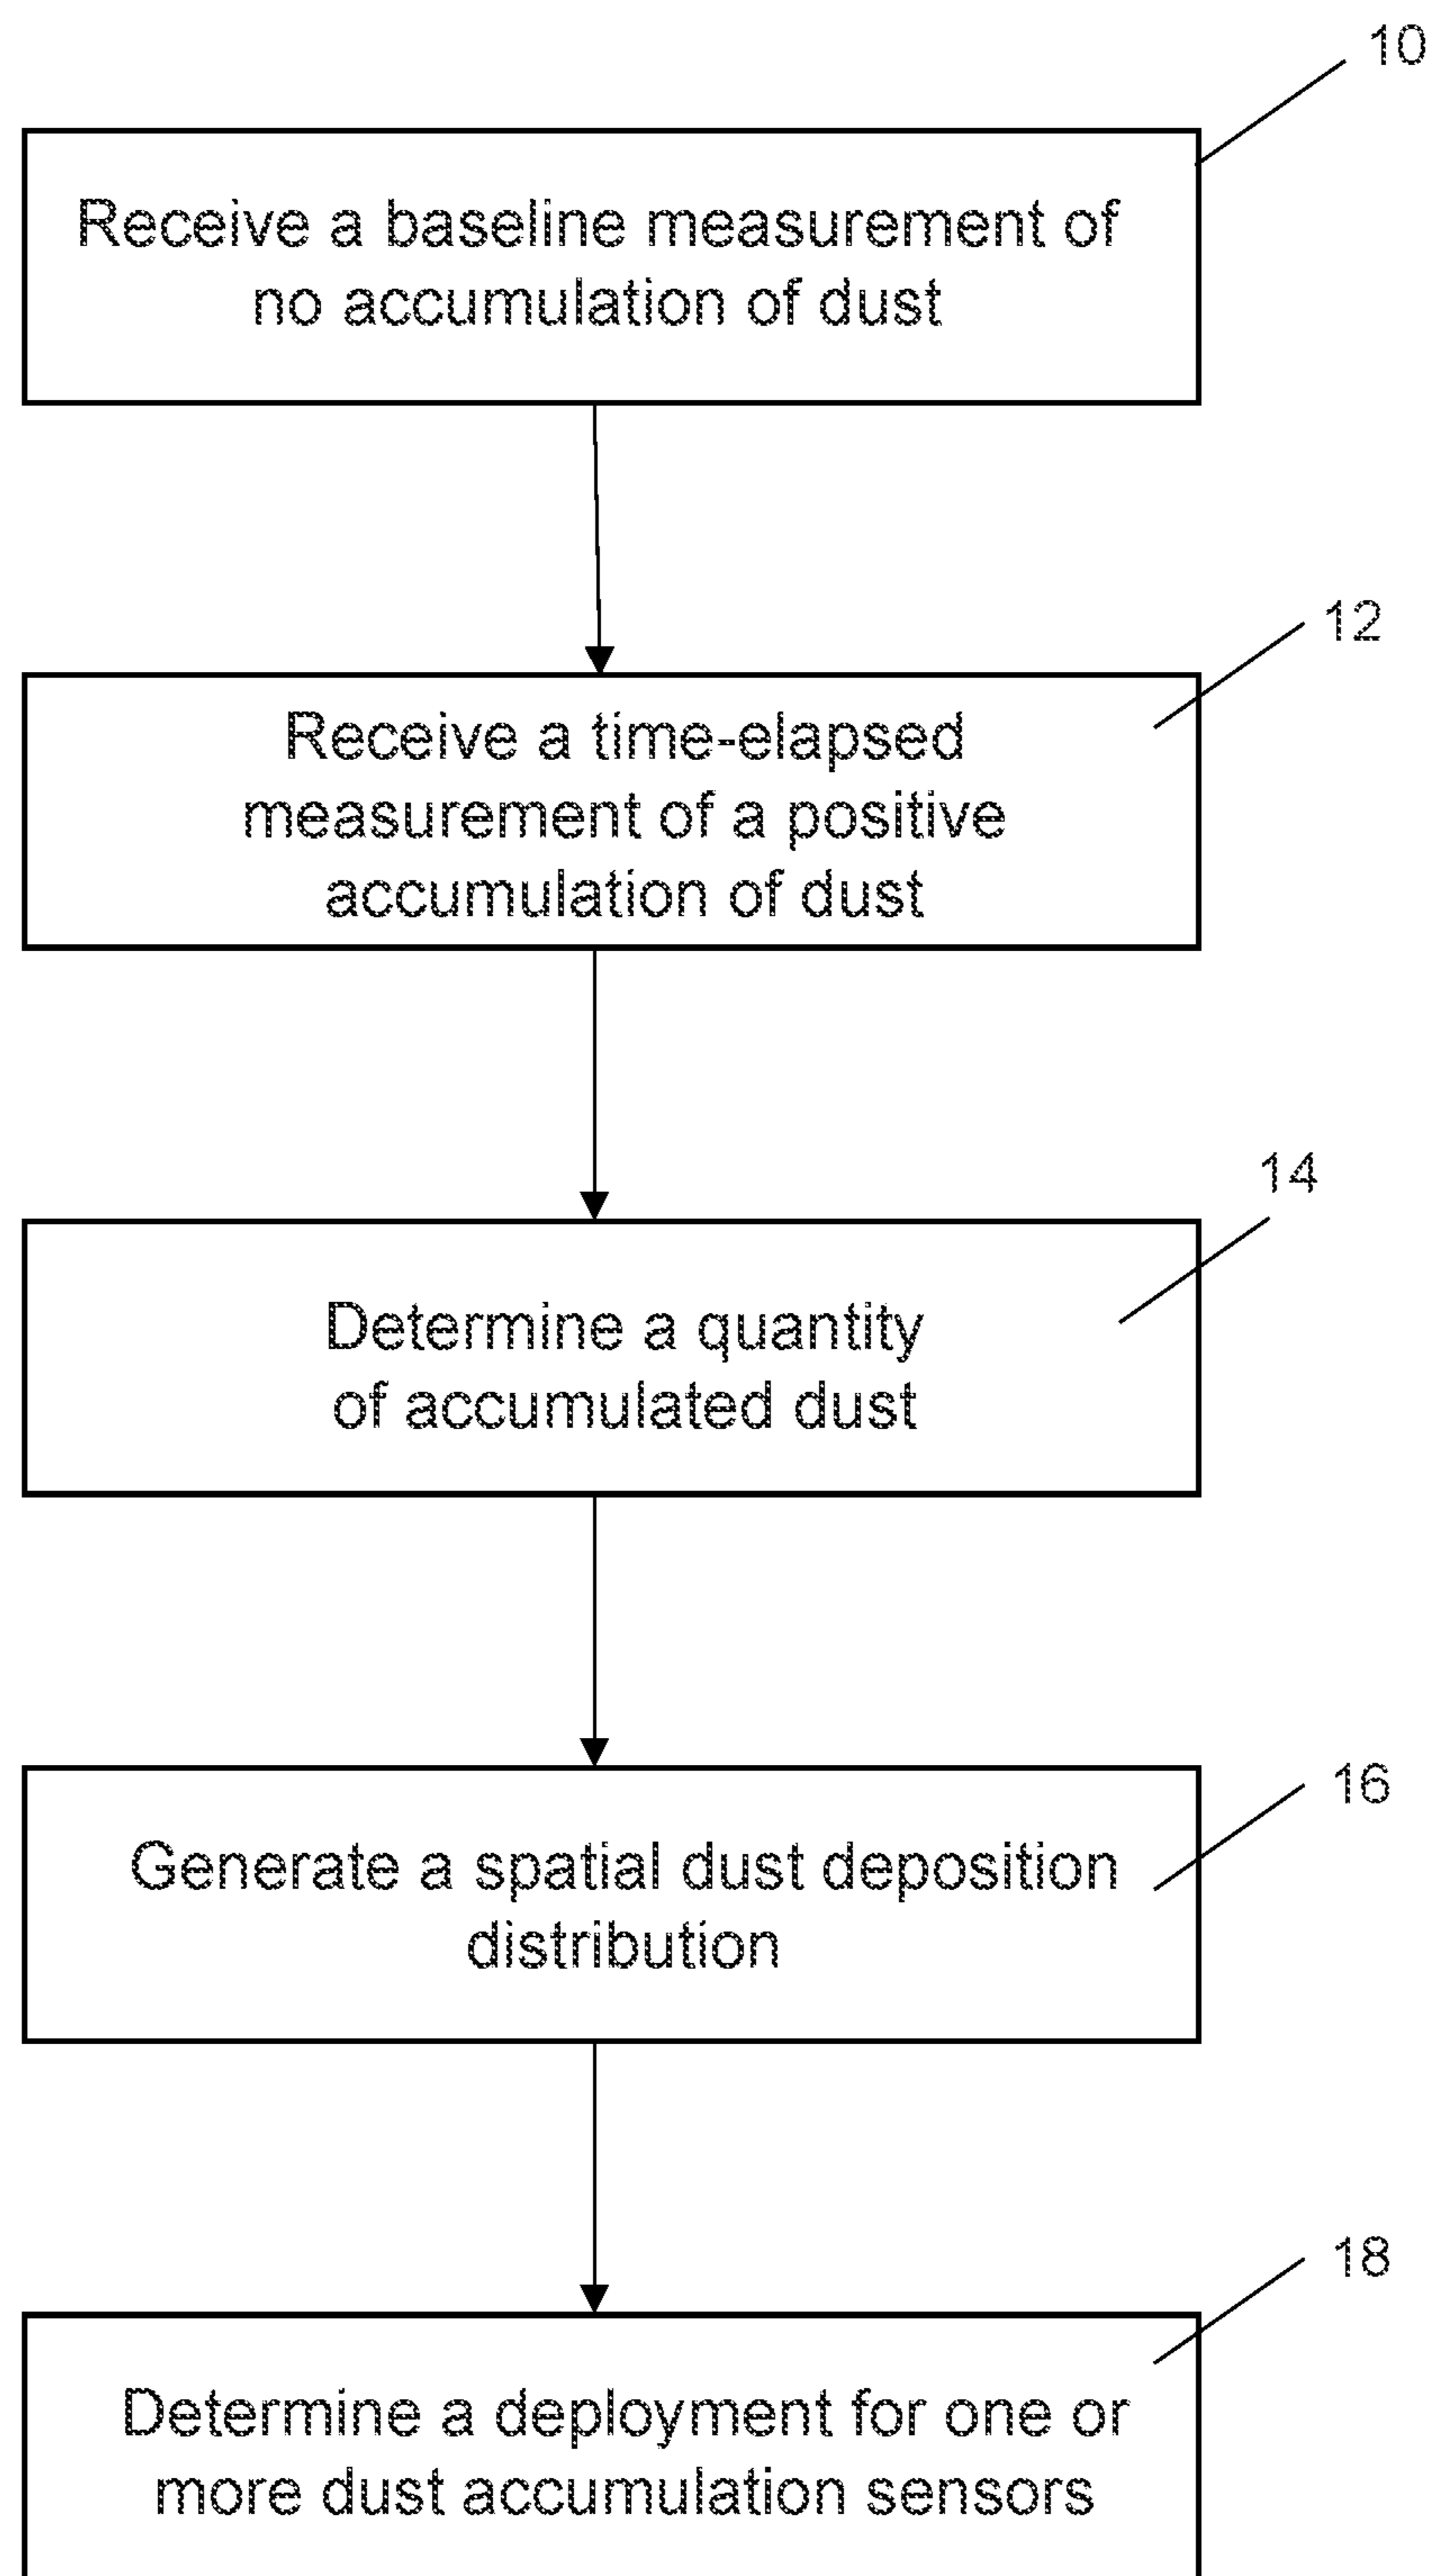 10
Receive a baseline measurement of
no accumulation of dust
12
Receive a time-elapsed
measurement of a positive
accumulation of dust
14
Determine a quantity
of accumulated dust
16
Generate a spatial dust deposition
distribution
18
Determine a deployment for one or
more dust accumulation sensors